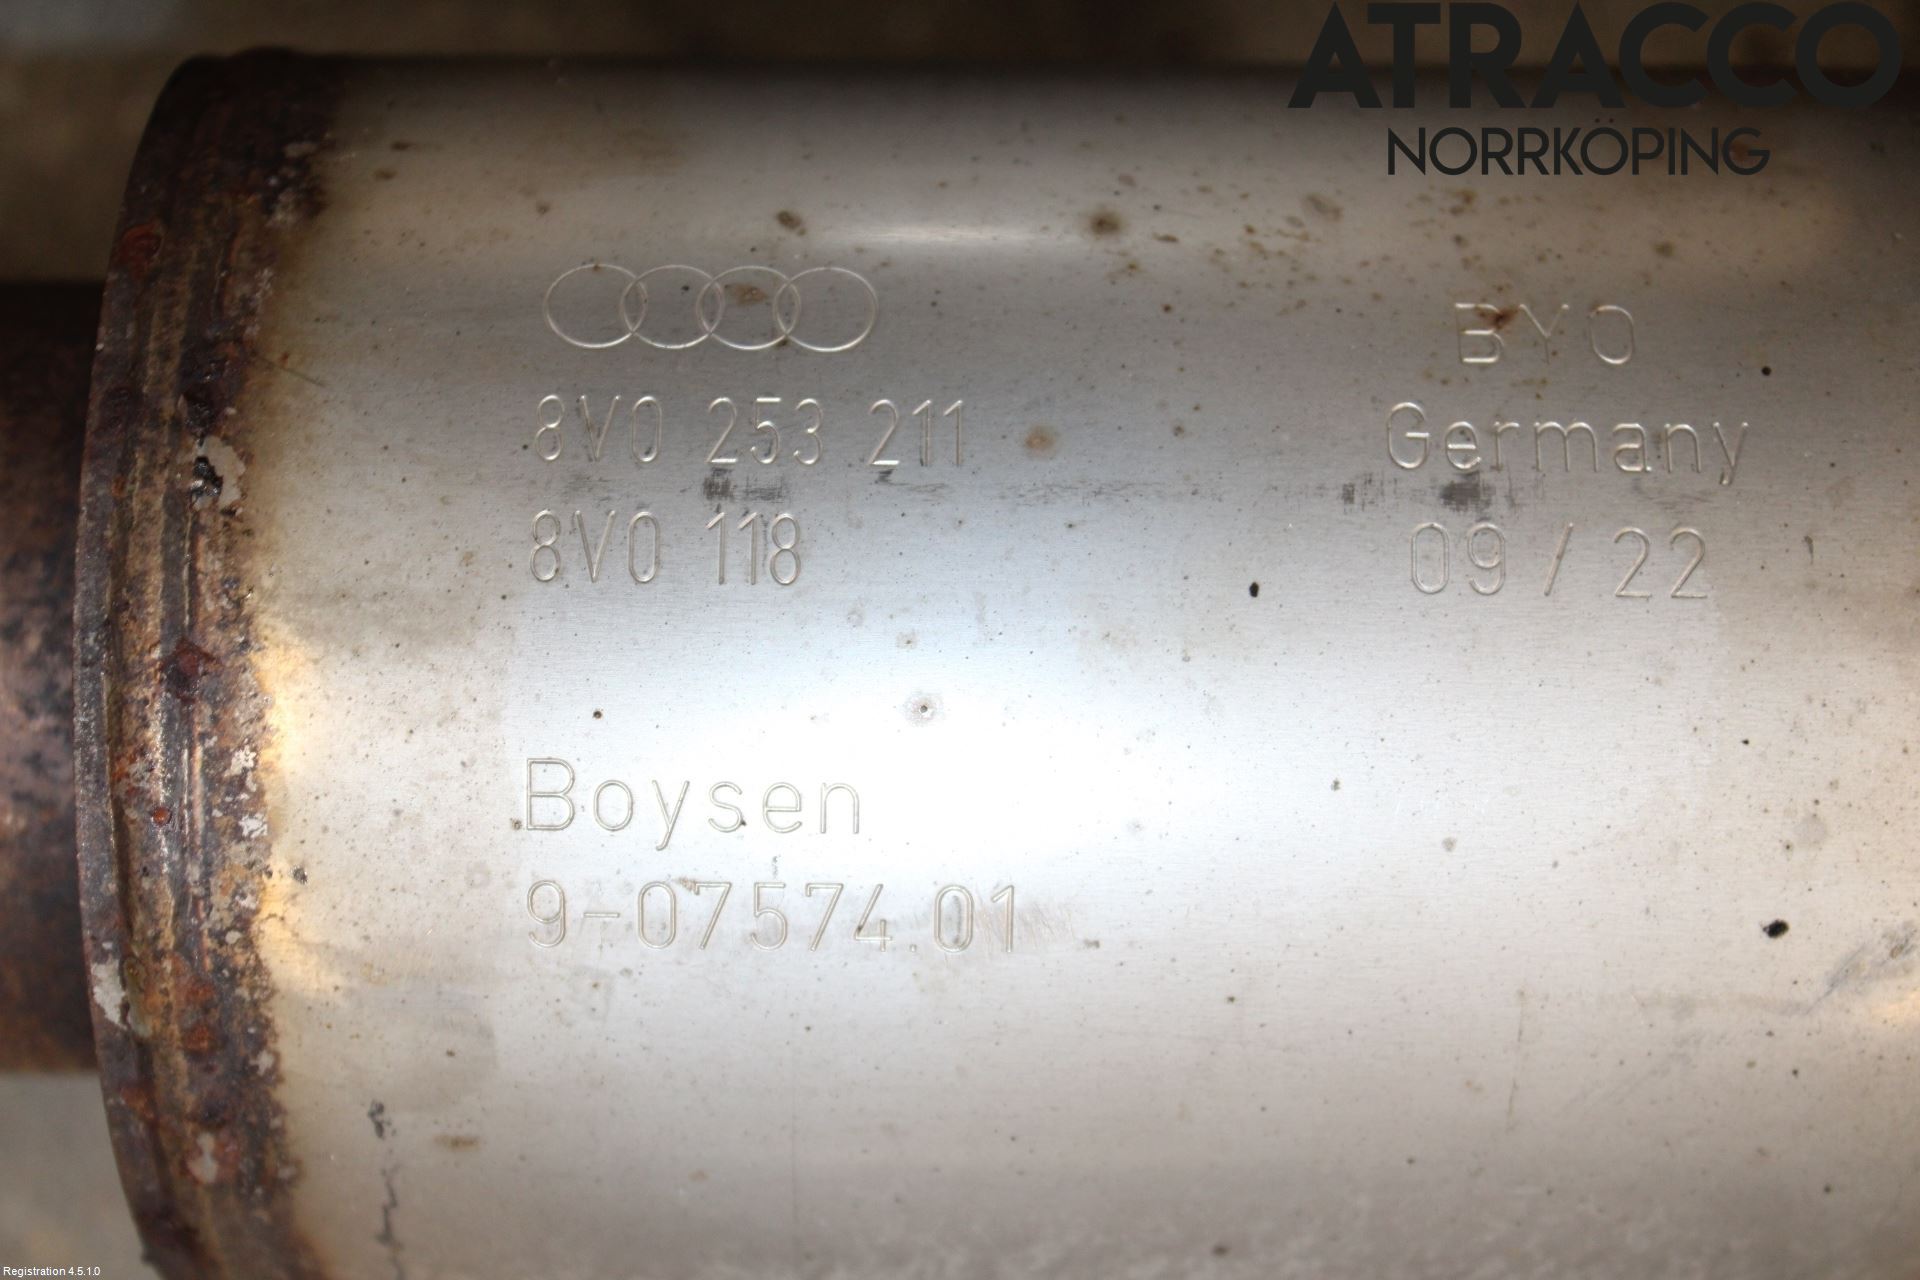 ATRACCO
NORRKÖPING
8V0 253 211
8V0 118
BYO
Germany
09 / 22
Boysen
9-07574.01
Registration 4.5.1.0